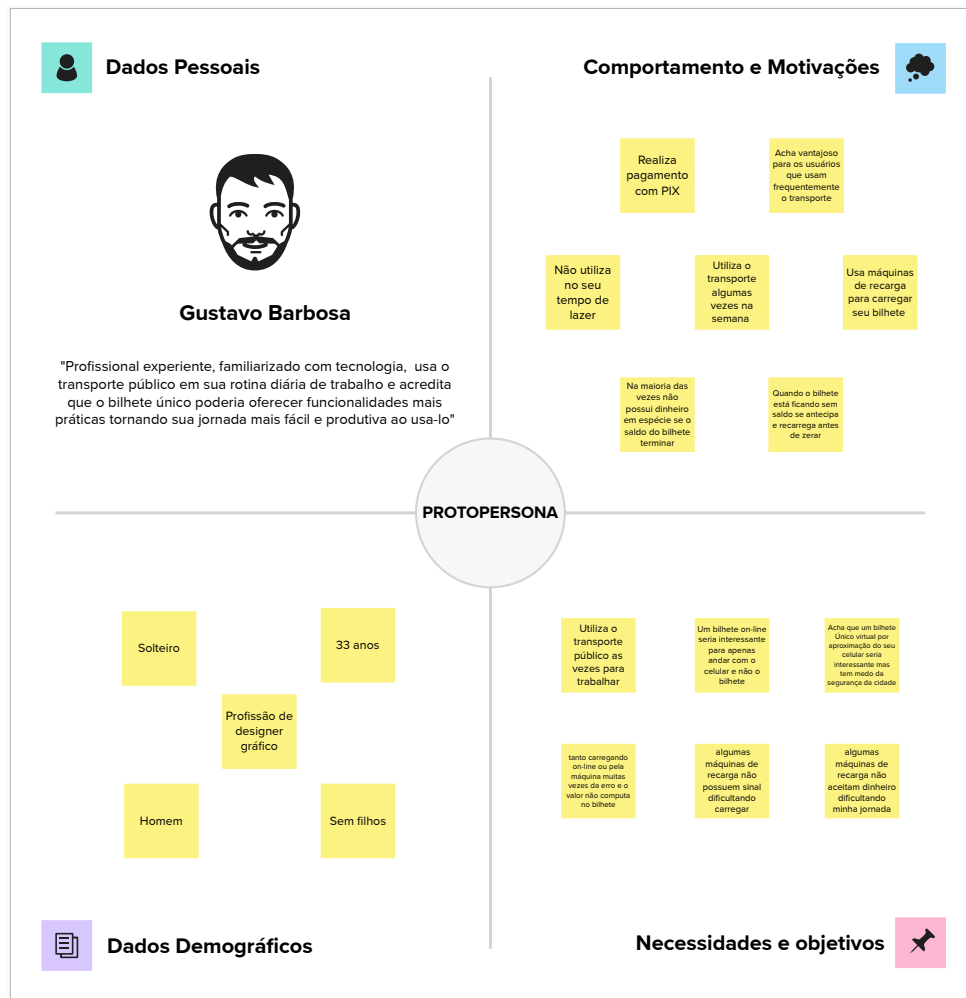 Dados Pessoais
Gustavo Barbosa
"Profissional experiente, familiarizado com tecnologia, usa o
transporte público em sua rotina diária de trabalho e acredita
que o bilhete único poderia oferecer funcionalidades mais
práticas tornando sua jornada mais fácil e produtiva ao usa-lo"
Comportamento e Motivações
Realiza
pagamento
com PIX
Acha vantajoso
para os usuários
que usam
frequentemente
o transporte
Não utiliza
no seu
tempo de
lazer
Utiliza o
transporte
algumas
vezes na
semana
Usa máquinas
de recarga
para carregar
seu bilhete
Na maioria das
vezes não
possui dinheiro
em espécie se o
saldo do bilhete
terminar
Quando o bilhete
está ficando sem
saldo se antecipa
e recarrega antes
de zerar
PROTOPERSONA
Solteiro
33 anos
Profissão de
designer
gráfico
Homem
Sem filhos
Dados Demográficos
Utiliza o
transporte
público as
vezes para
trabalhar
Um bilhete on-line
seria interessante
para apenas
andar com o
celular e não o
bilhete
Acha que um bilhete
Único virtual por
aproximação do seu
celular seria
interessante mas
tem medo da
segurança da cidade
tanto carregando
on-line ou pela
máquina muitas
vezes da erro e o
valor não computa
no bilhete
algumas
máquinas de
recarga não
possuem sinal
dificultando
carregar
algumas
máquinas de
recarga não
aceitam dinheiro
dificultando
minha jornada
Necessidades e objetivos